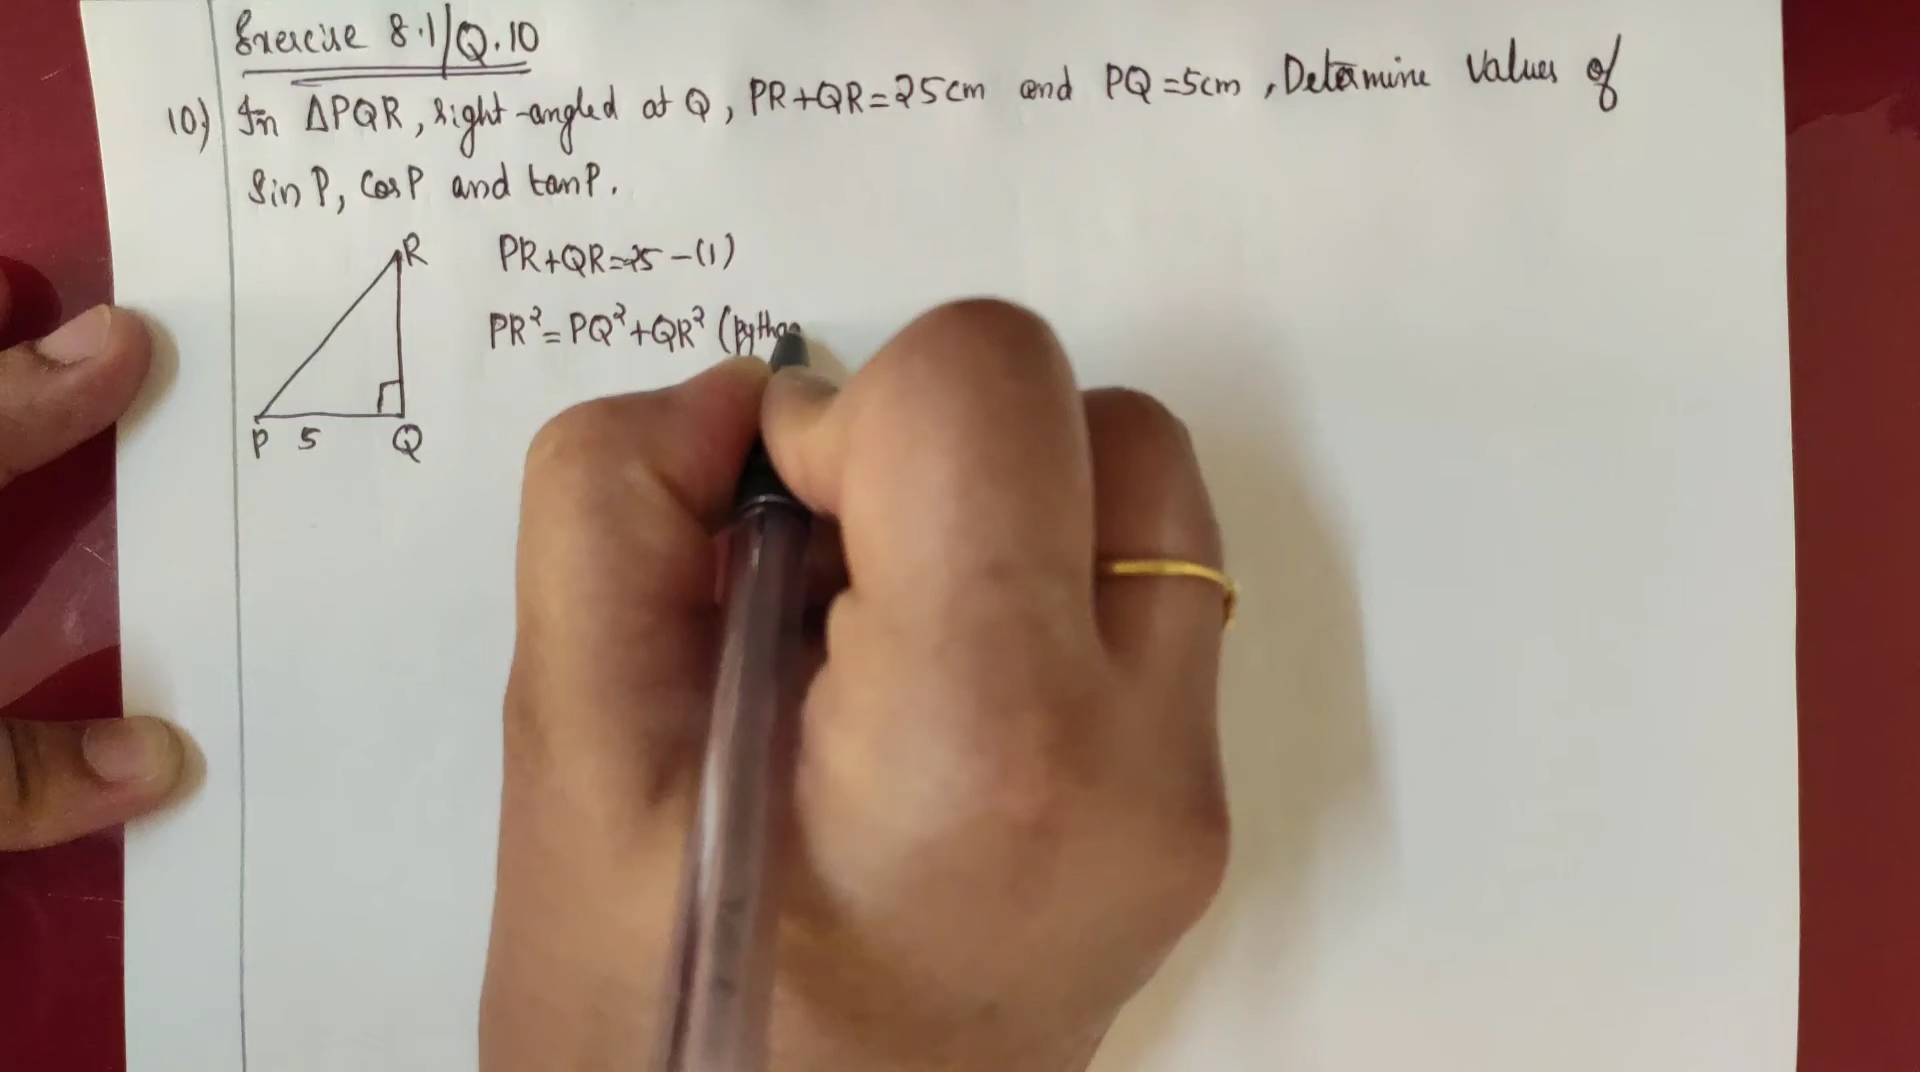 Exercise 8.1/Q.10
10) In ΔPQR, right-angled at Q, PR+QR=25cm and PQ=5cm, Determine Values of
Sin P, Cos P and tan P.
R
PR+QR=25 -(1)
PR²=PQ²+QR² (pytha
P 5 Q